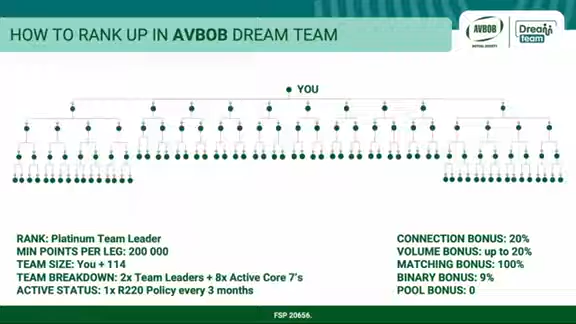 HOW TO RANK UP IN AVBOB DREAM TEAM
AVBOB
MUTUAL SOCIETY
Dream
team
YOU
RANK: Platinum Team Leader
MIN POINTS PER LEG: 200 000
TEAM SIZE: You + 114
TEAM BREAKDOWN: 2x Team Leaders + 8x Active Core 7's
ACTIVE STATUS: 1x R220 Policy every 3 months
CONNECTION BONUS: 20%
VOLUME BONUS: up to 20%
MATCHING BONUS: 100%
BINARY BONUS: 9%
POOL BONUS: 0
FSP 20656.